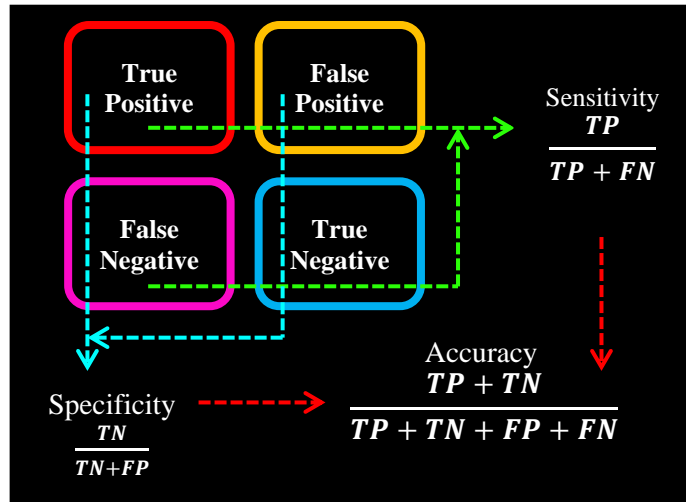 True
Positive
False
Positive
Sensitivity
TP
TP + FN
False
Negative
True
Negative
Accuracy
TP + TN
TP + TN + FP + FN
Specificity
TN
TN+FP